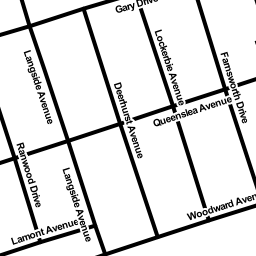 Gary Drive
Langside Avenue
Lockerbie Avenue
Farnsworth Drive
Deerhurst Avenue
Queenslea Avenue
Ranwood Drive
Langside Avenue
Woodward Aven
Lamont Avenue